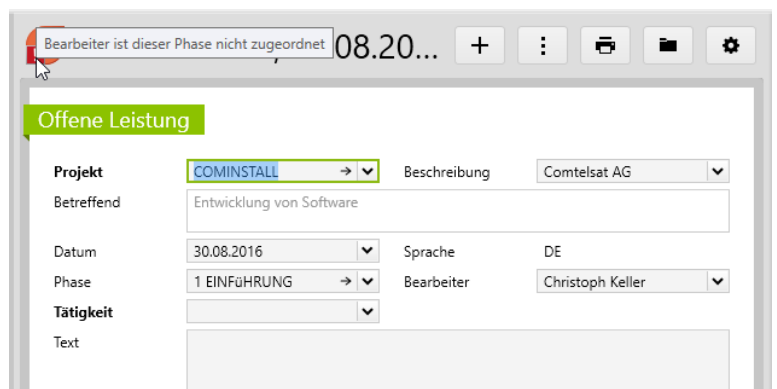 Bearbeiter ist dieser Phase nicht zugeordnet
08.20...
Offene Leistung
Projekt COMINSTALL Beschreibung Comtelsat AG
Betreffend Entwicklung von Software
Datum 30.08.2016 Sprache DE
Phase 1 EINFüHRUNG Bearbeiter Christoph Keller
Tätigkeit
Text